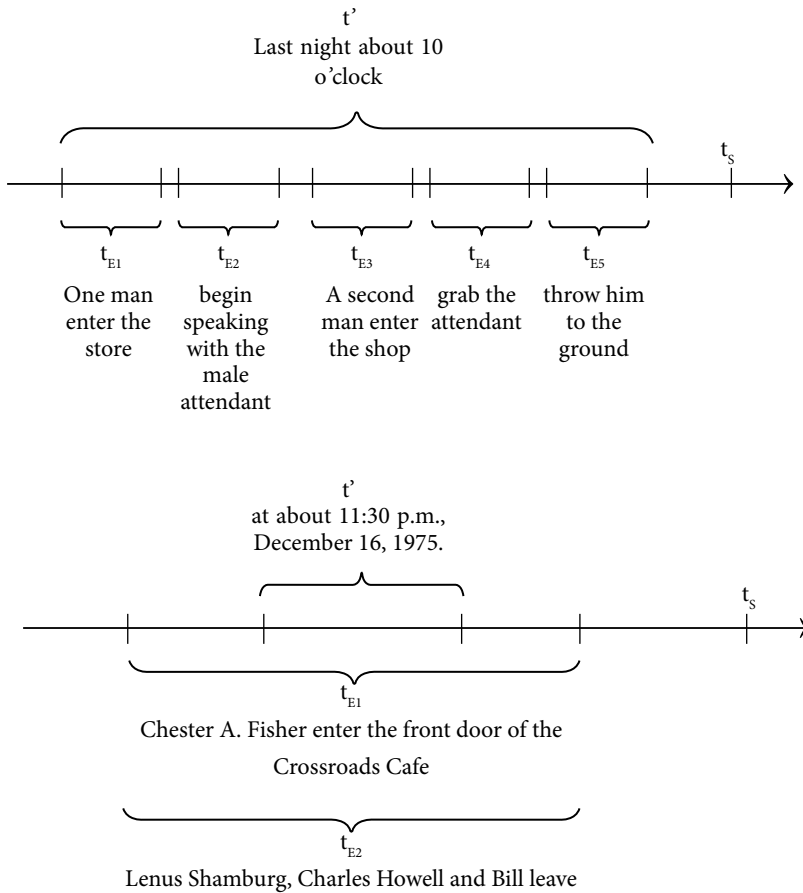 t’
Last night about 10
o’clock
tS
tE1
One man
enter the
store
tE2
begin
speaking
with the
male
attendant
tE3
A second
man enter
the shop
tE4
grab the
attendant
tE5
throw him
to the
ground
t’
at about 11:30 p.m.,
December 16, 1975.
tS
tE1
Chester A. Fisher enter the front door of the
Crossroads Cafe
tE2
Lenus Shamburg, Charles Howell and Bill leave